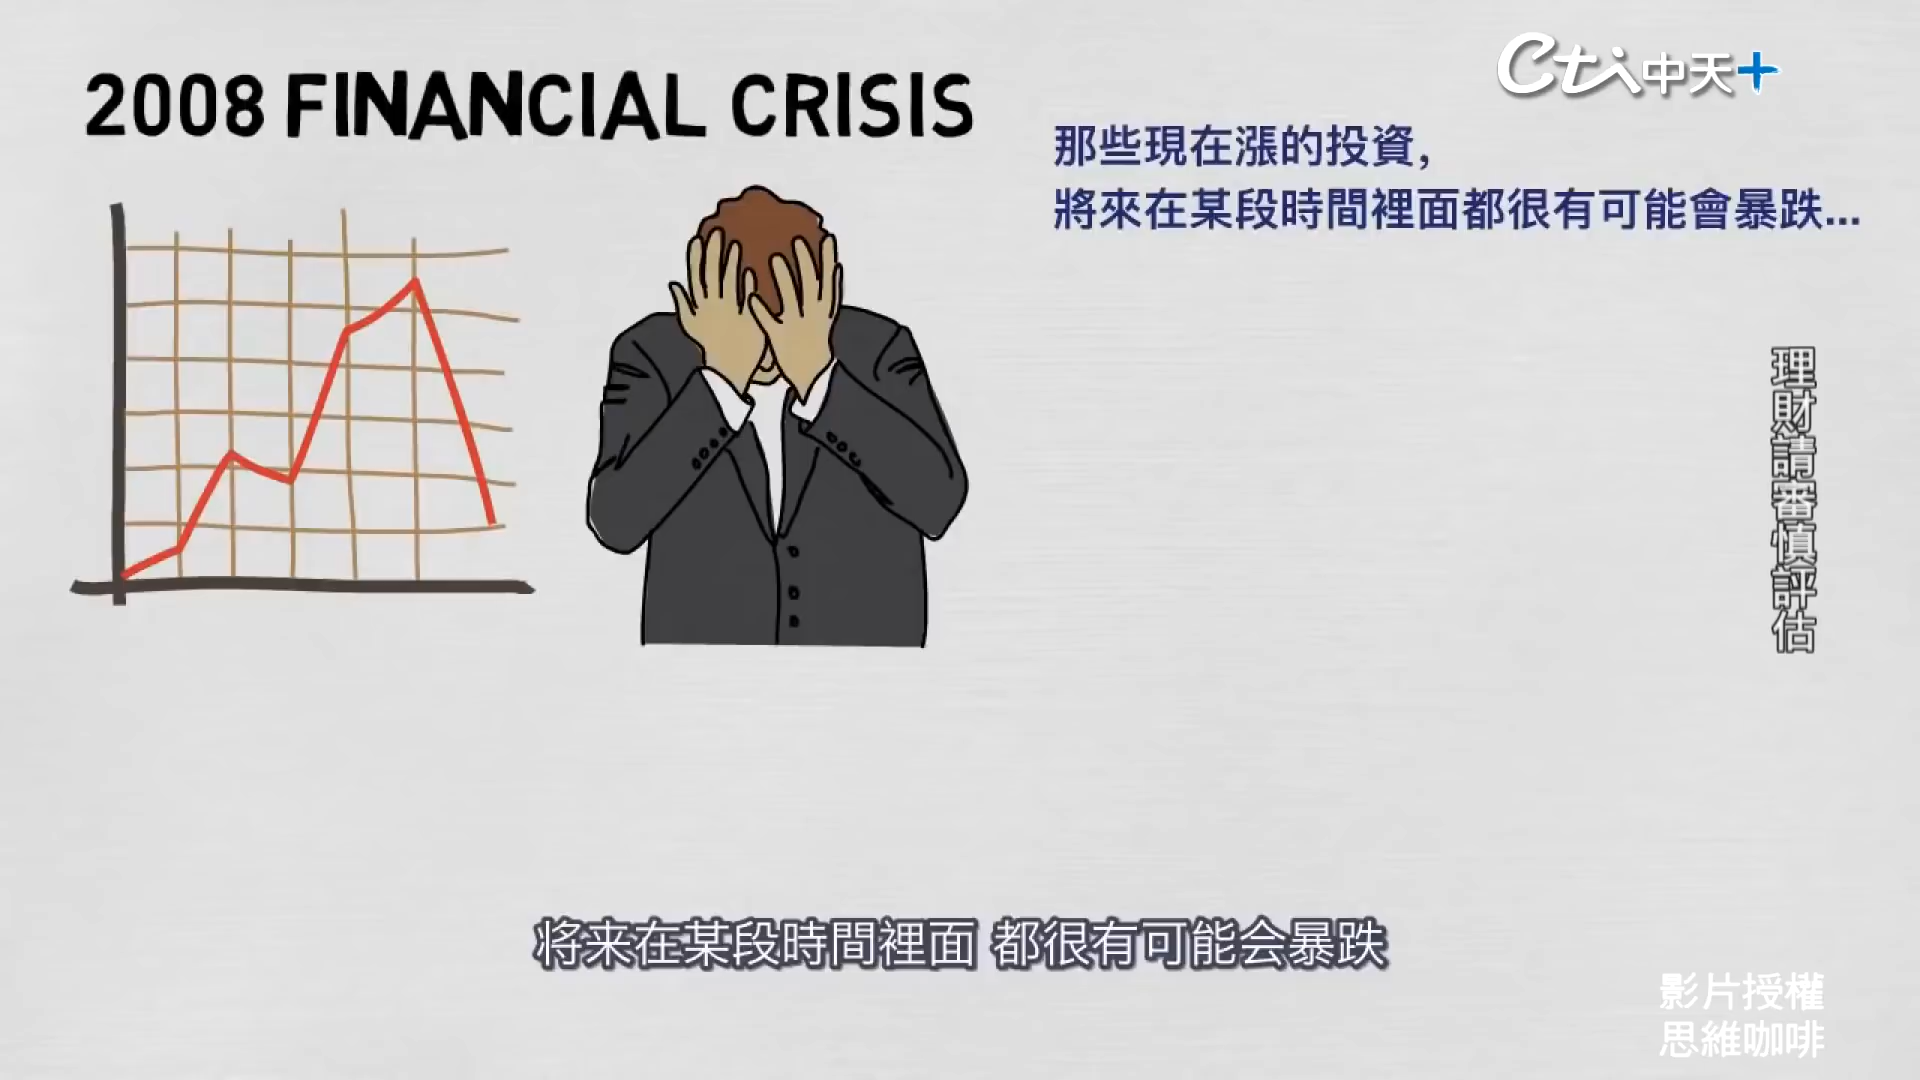 2008 FINANCIAL CRISIS
Cti中天+
那些現在漲的投資，
將來在某段時間裡面都很有可能會暴跌...
理財請審慎評估
将来在某段時間裡面 都很有可能会暴跌
影片授權
思維咖啡